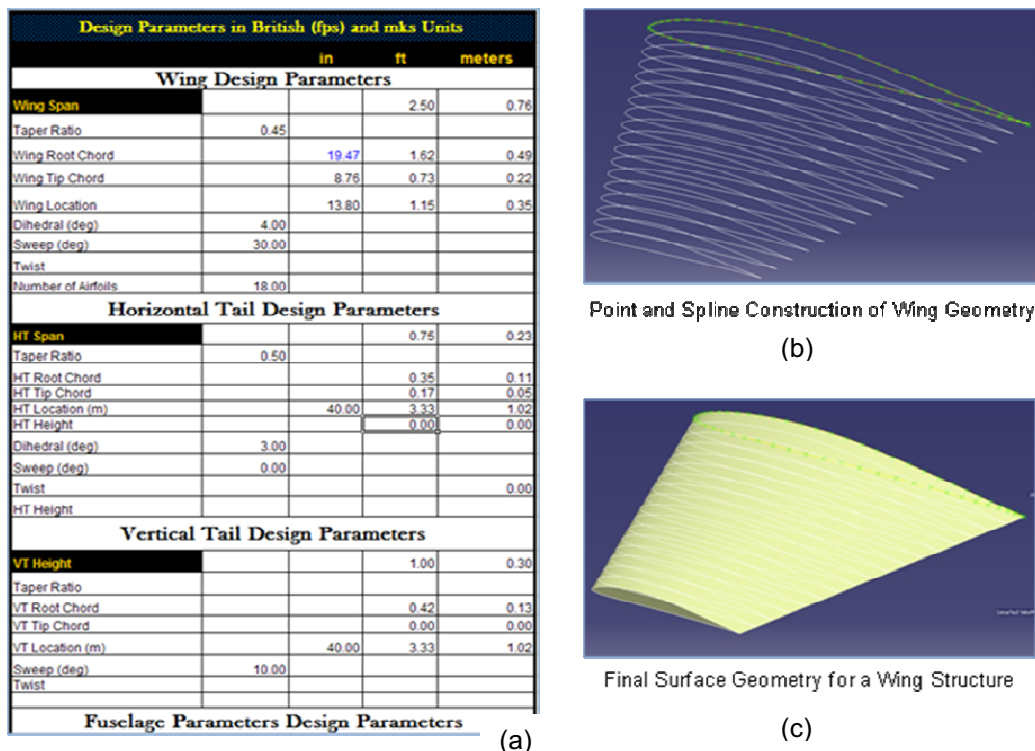 Design Parameters in British (fps) and mks Units
in ft meters
Wing Design Parameters
Wing Span 2.50 0.76
Taper Ratio 0.45
Wing Root Chord 19.47 1.62 0.49
Wing Tip Chord 8.76 0.73 0.22
Wing Location 13.80 1.15 0.35
Dihedral (deg) 4.00
Sweep (deg) 30.00
Twist
Number of Airfoils 18.00
Horizontal Tail Design Parameters
HT Span 0.75 0.23
Taper Ratio 0.50
HT Root Chord 0.35 0.11
HT Tip Chord 0.17 0.05
HT Location (m) 40.00 3.33 1.02
HT Height 0.00 0.00
Dihedral (deg) 3.00
Sweep (deg) 0.00
Twist 0.00
HT Height
Vertical Tail Design Parameters
VT Height 1.00 0.30
Taper Ratio
VT Root Chord 0.42 0.13
VT Tip Chord 0.00 0.00
VT Location (m) 40.00 3.33 1.02
Sweep (deg) 10.00
Twist
Fuselage Parameters Design Parameters
(a)
Point and Spline Construction of Wing Geometry
(b)
Final Surface Geometry for a Wing Structure
(c)